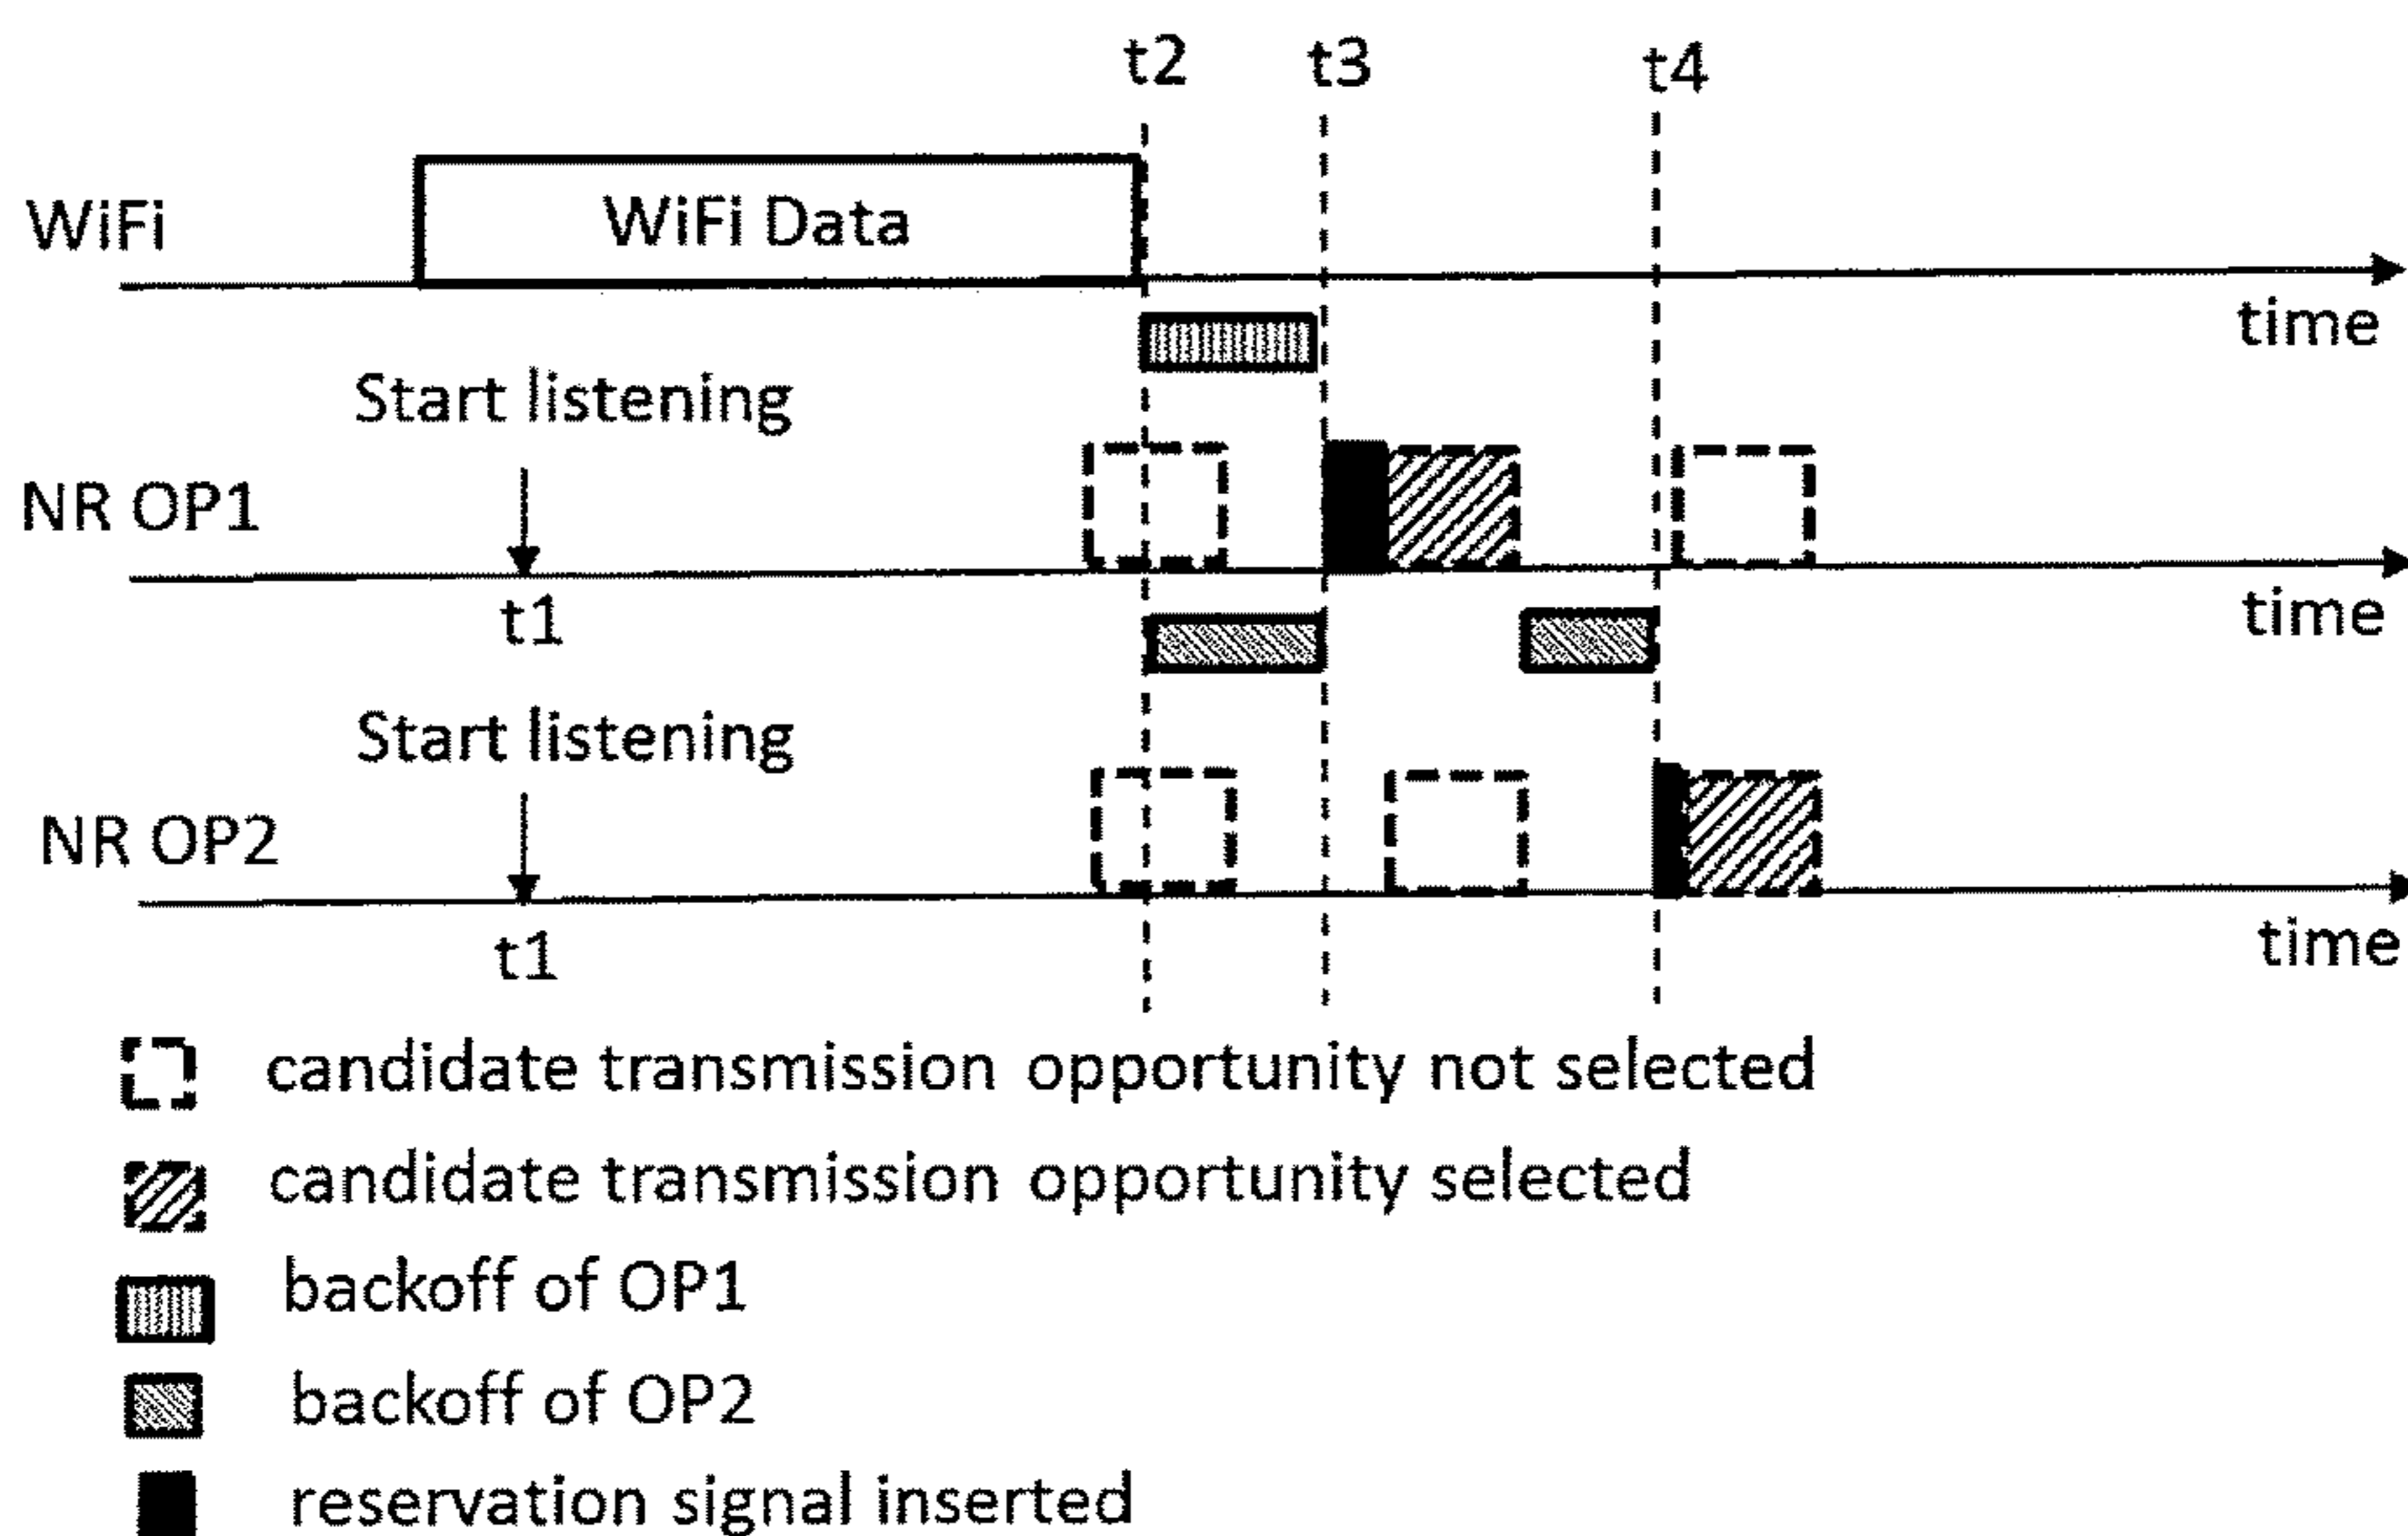 t2 t3 t4
WiFi WiFi Data
time
Start listening
NR OP1
t1 time
Start listening
NR OP2
t1 time
candidate transmission opportunity not selected
candidate transmission opportunity selected
backoff of OP1
backoff of OP2
reservation signal inserted